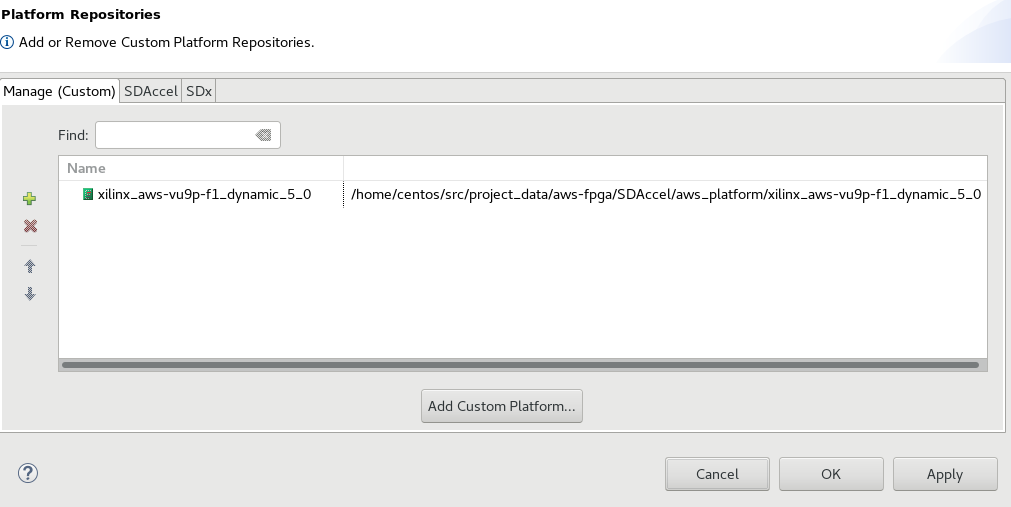 Platform Repositories
Add or Remove Custom Platform Repositories.
Manage (Custom) SDAccel SDx
Find:
Name
xilinx_aws-vu9p-f1_dynamic_5_0 /home/centos/src/project_data/aws-fpga/SDAccel/aws_platform/xilinx_aws-vu9p-f1_dynamic_5_0
Add Custom Platform...
? Cancel OK Apply